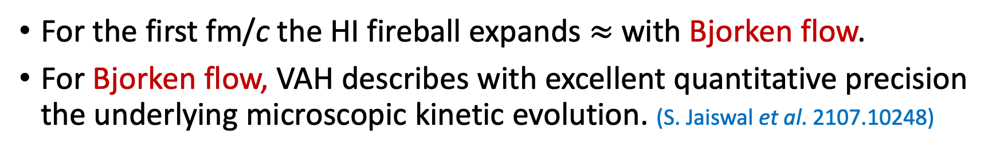 • For the first fm/c the HI fireball expands ≈ with Bjorken flow.
• For Bjorken flow, VAH describes with excellent quantitative precision
the underlying microscopic kinetic evolution. (S. Jaiswal et al. 2107.10248)